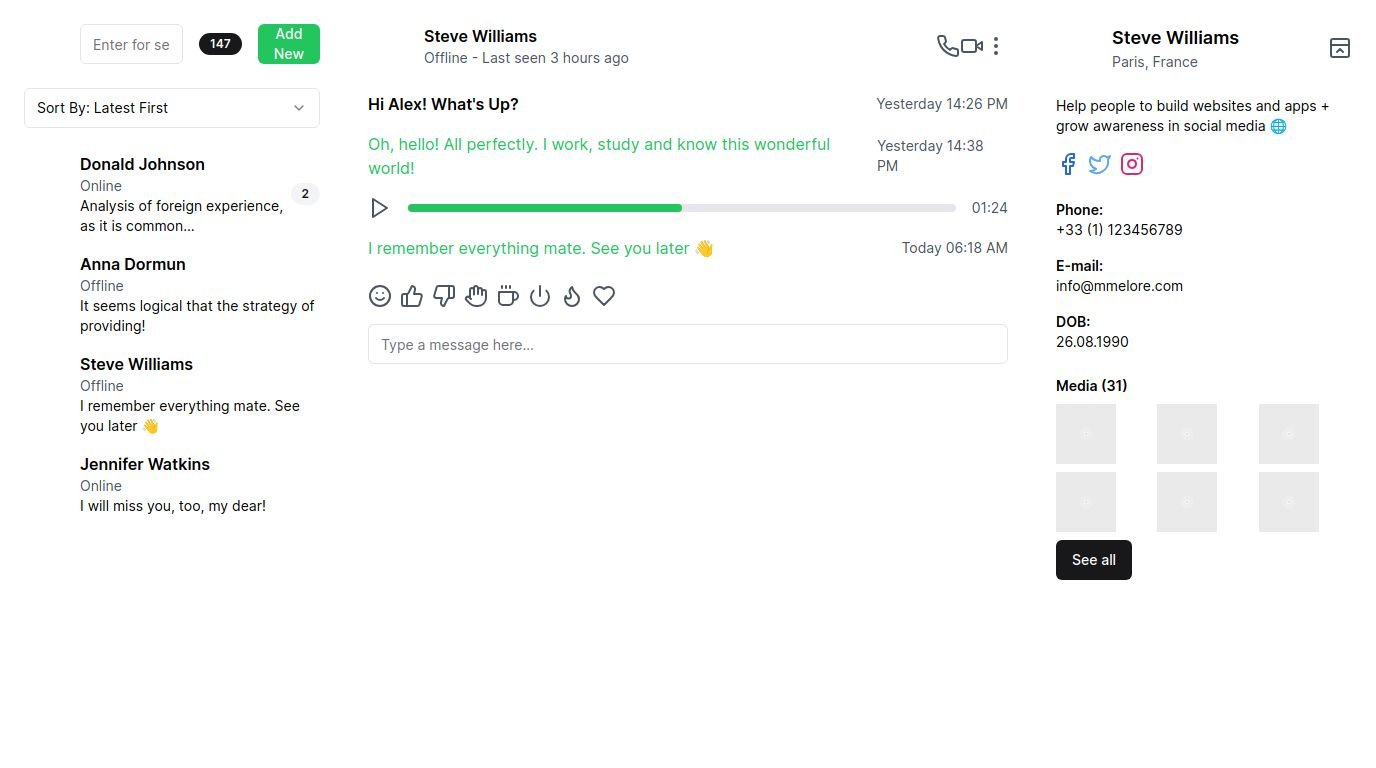 Enter for se
147
Add
New
Sort By: Latest First
Donald Johnson
Online
Analysis of foreign experience,
as it is common...
2
Anna Dormun
Offline
It seems logical that the strategy of
providing!
Steve Williams
Offline
I remember everything mate. See
you later 👋
Jennifer Watkins
Online
I will miss you, too, my dear!
Steve Williams
Offline - Last seen 3 hours ago
Hi Alex! What's Up?
Yesterday 14:26 PM
Oh, hello! All perfectly. I work, study and know this wonderful
world!
Yesterday 14:38
PM
01:24
I remember everything mate. See you later 👋
Today 06:18 AM
Type a message here...
Steve Williams
Paris, France
Help people to build websites and apps +
grow awareness in social media 🌐
Phone:
+33 (1) 123456789
E-mail:
info@mmelore.com
DOB:
26.08.1990
Media (31)
See all